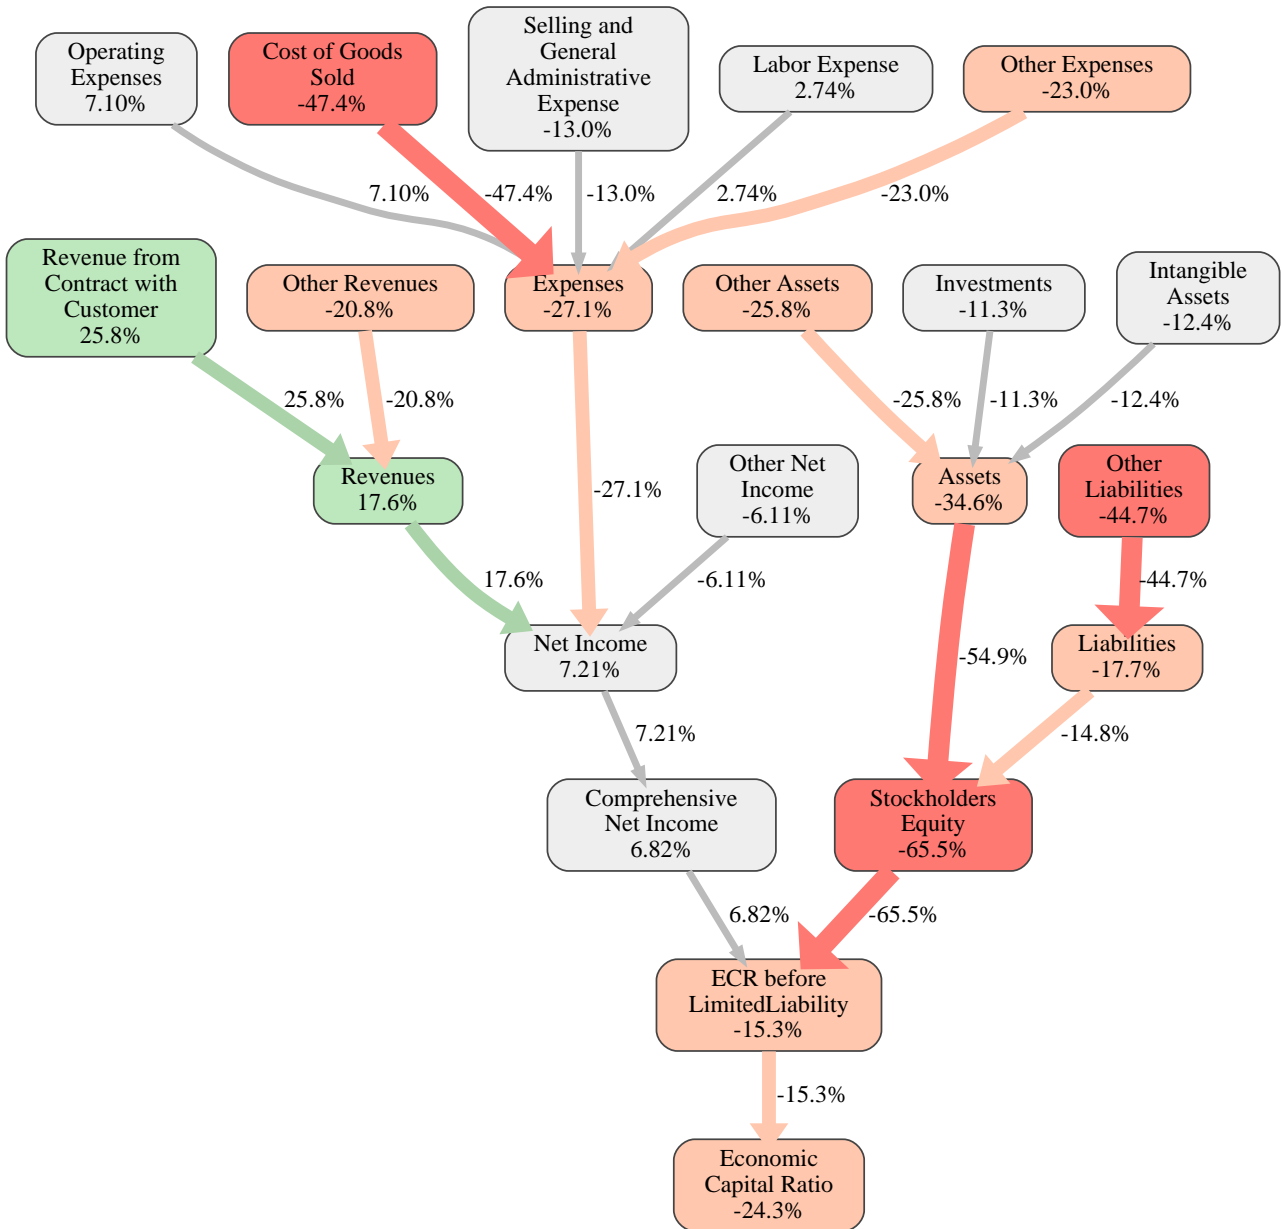 Operating
Expenses
7.10%
Cost of Goods
Sold
-47.4%
Selling and
General
Administrative
Expense
-13.0%
Labor Expense
2.74%
Other Expenses
-23.0%
7.10%
-47.4%
-13.0%
2.74%
-23.0%
Revenue from
Contract with
Customer
25.8%
Other Revenues
-20.8%
Expenses
-27.1%
Other Assets
-25.8%
Investments
-11.3%
Intangible
Assets
-12.4%
25.8%
-20.8%
-25.8%
-11.3%
-12.4%
Revenues
17.6%
-27.1%
Other Net
Income
-6.11%
Assets
-34.6%
Other
Liabilities
-44.7%
17.6%
-6.11%
-44.7%
Net Income
7.21%
-54.9%
Liabilities
-17.7%
7.21%
-14.8%
Comprehensive
Net Income
6.82%
Stockholders
Equity
-65.5%
6.82%
-65.5%
ECR before
LimitedLiability
-15.3%
-15.3%
Economic
Capital Ratio
-24.3%